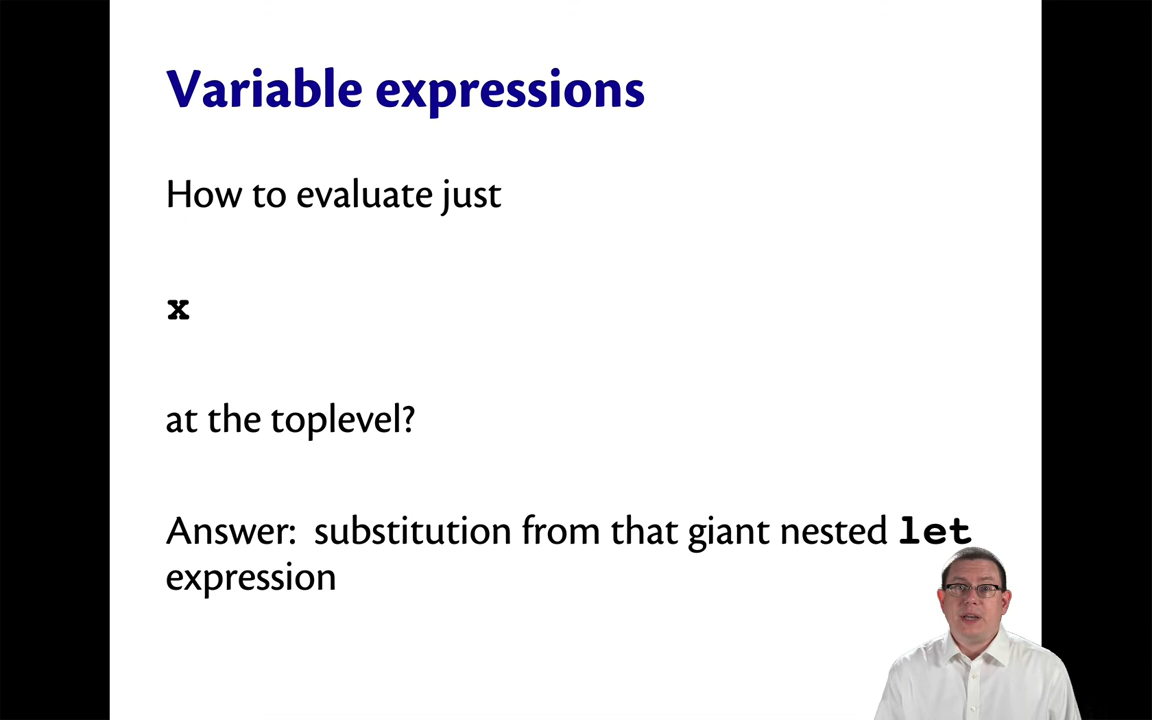 Variable expressions
How to evaluate just
x
at the toplevel?
Answer: substitution from that giant nested let
expression